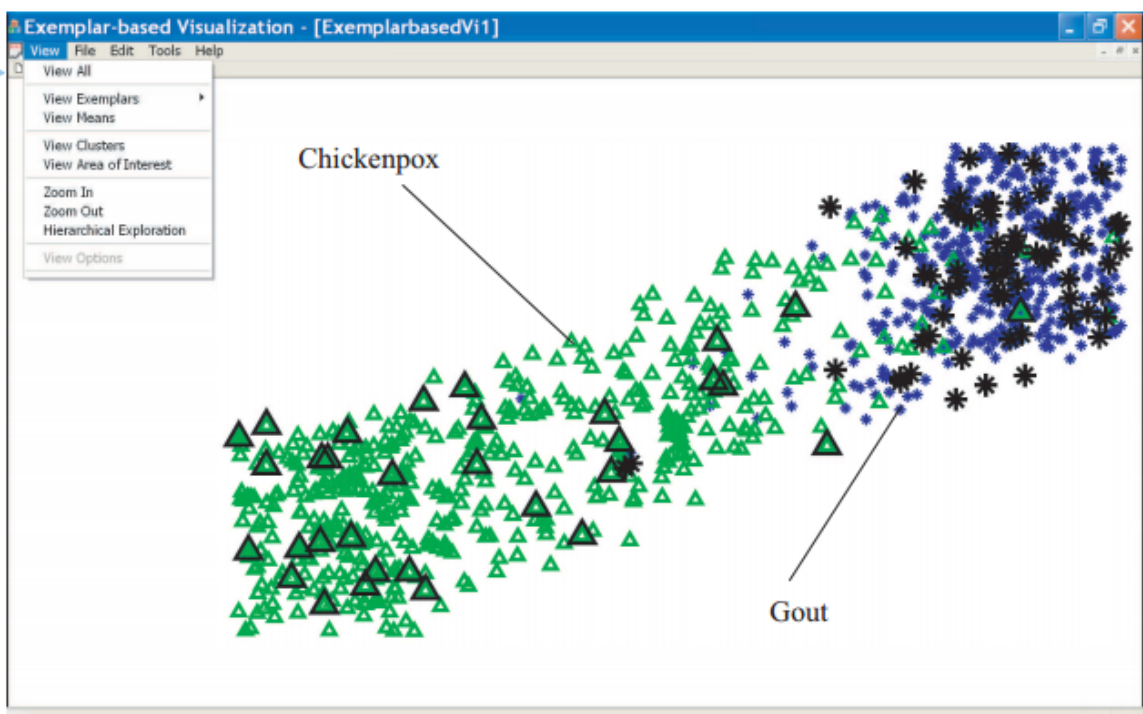 Exemplar-based Visualization - [ExemplarbasedVi1]
View File Edit Tools Help
View All
View Exemplars
View Means
View Clusters
View Area of Interest
Zoom In
Zoom Out
Hierarchical Exploration
View Options
Chickenpox
Gout